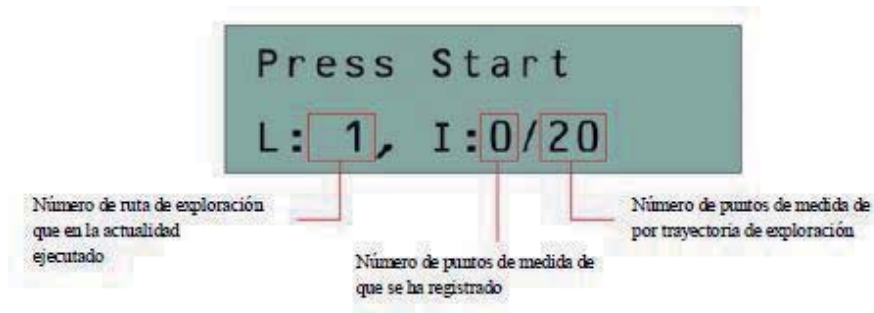 Press Start
L: 1, I:0/20
Número de ruta de exploración
que en la actualidad
ejecutado
Número de puntos de medida de
que se ha registrado
Número de puntos de medida de
por trayectoria de exploración